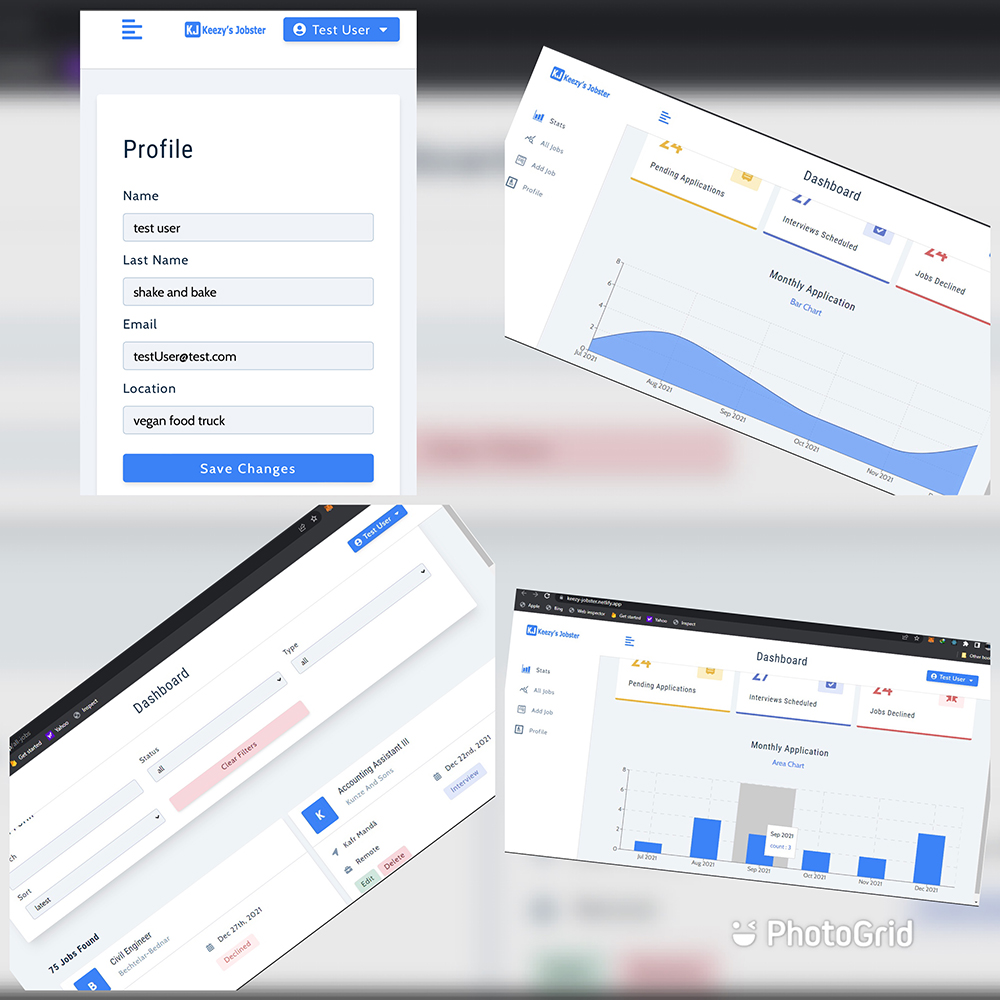 KJ Keezy's Jobster
Test User
Profile
Name
test user
Last Name
shake and bake
Email
testUser@test.com
Location
vegan food truck
Save Changes
KJ Keezy's Jobster
Stats
All Jobs
Add Job
Profile
Dashboard
24
Pending Applications
27
Interviews Scheduled
24
Jobs Declined
Monthly Application
Bar Chart
8
6
4
2
0
Jul 2021
Aug 2021
Sep 2021
Oct 2021
Nov 2021
all-jobs
Get started
Yahoo
Inspect
Test User
Dashboard
Type
all
Status
all
Clear Filters
Sort
latest
75 Jobs Found
B
Civil Engineer
Bechtelar-Bednar
Dec 27th, 2021
Declined
K
Accounting Assistant III
Kunze And Sons
Kafr Mandā
Dec 22nd, 2021
Remote
Interview
Edit
Delete
keezy-jobster.netlify.app
Apple
Bing
Web inspector
Get started
Yahoo
Inspect
KJ Keezy's Jobster
Dashboard
Test User
Stats
All Jobs
Add Job
Profile
24
Pending Applications
27
Interviews Scheduled
24
Jobs Declined
Monthly Application
Area Chart
8
6
4
2
0
Sep 2021
count : 3
Jul 2021
Aug 2021
Sep 2021
Oct 2021
Nov 2021
Dec 2021
PhotoGrid